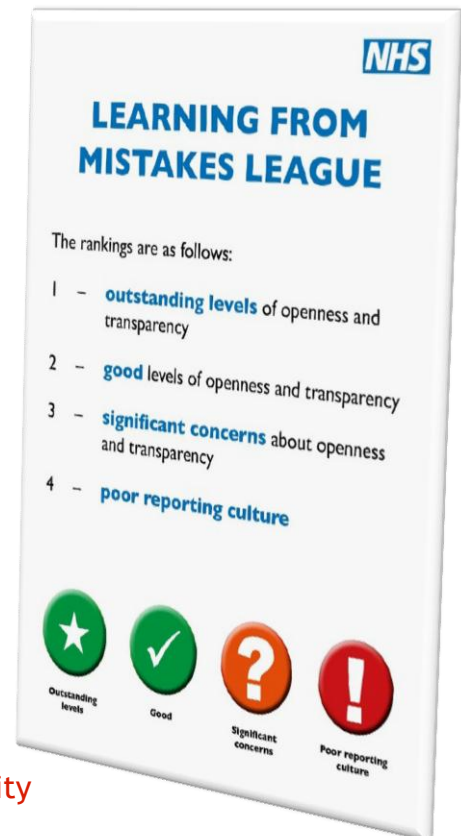 NHS
LEARNING FROM
MISTAKES LEAGUE
The rankings are as follows:
1 – outstanding levels of openness and
transparency
2 – good levels of openness and transparency
3 – significant concerns about openness
and transparency
4 – poor reporting culture
Outstanding
levels
Good
Significant
concerns
Poor reporting
culture
ity